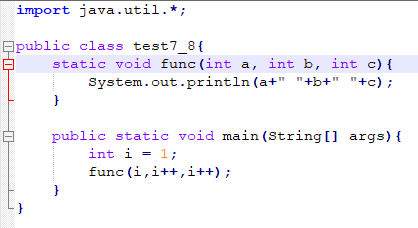 import java.util.*;
public class test7_8{
static void func(int a, int b, int c){
System.out.println(a+" "+b+" "+c);
}
public static void main(String[] args){
int i = 1;
func(i,i++,i++);
}
}